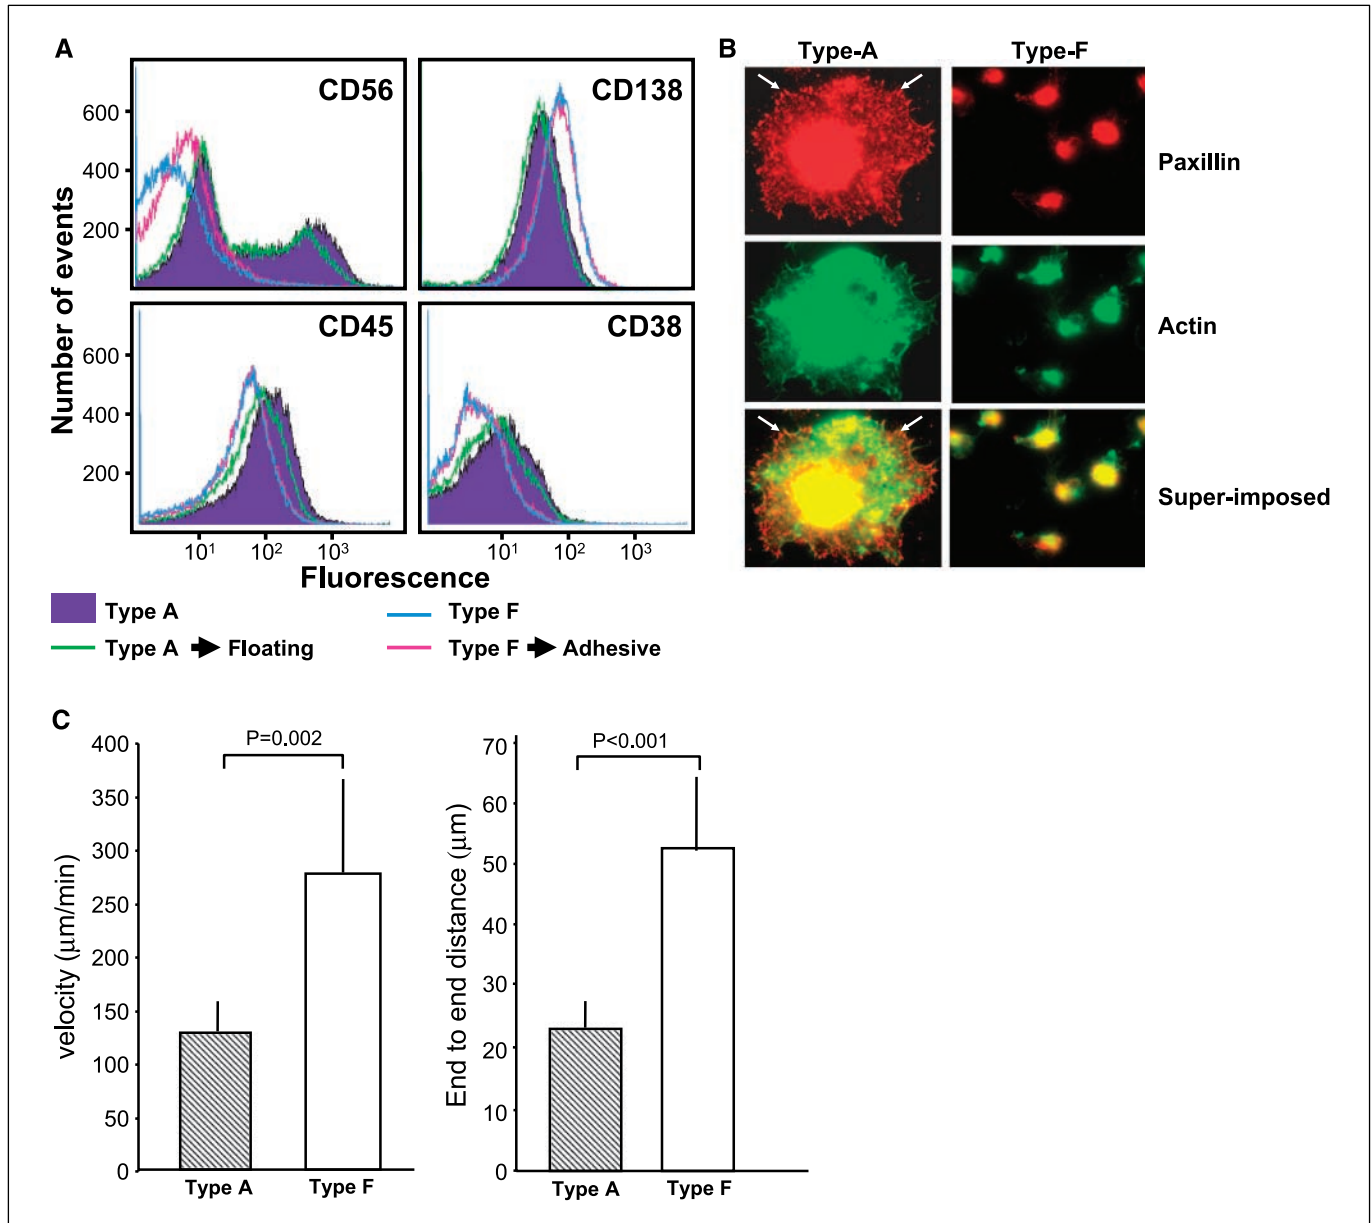 A
CD56
CD138
CD45
CD38
Number of events
600
400
200
600
400
200
10¹ 10² 10³
10¹ 10² 10³
Fluorescence
Type A
Type F
Type A ➔ Floating
Type F ➔ Adhesive
B
Type-A
Type-F
Paxillin
Actin
Super-imposed
C
velocity (μm/min)
400
350
300
250
200
150
100
50
0
P=0.002
Type A
Type F
End to end distance (μm)
70
60
50
40
30
20
10
0
P<0.001
Type A
Type F